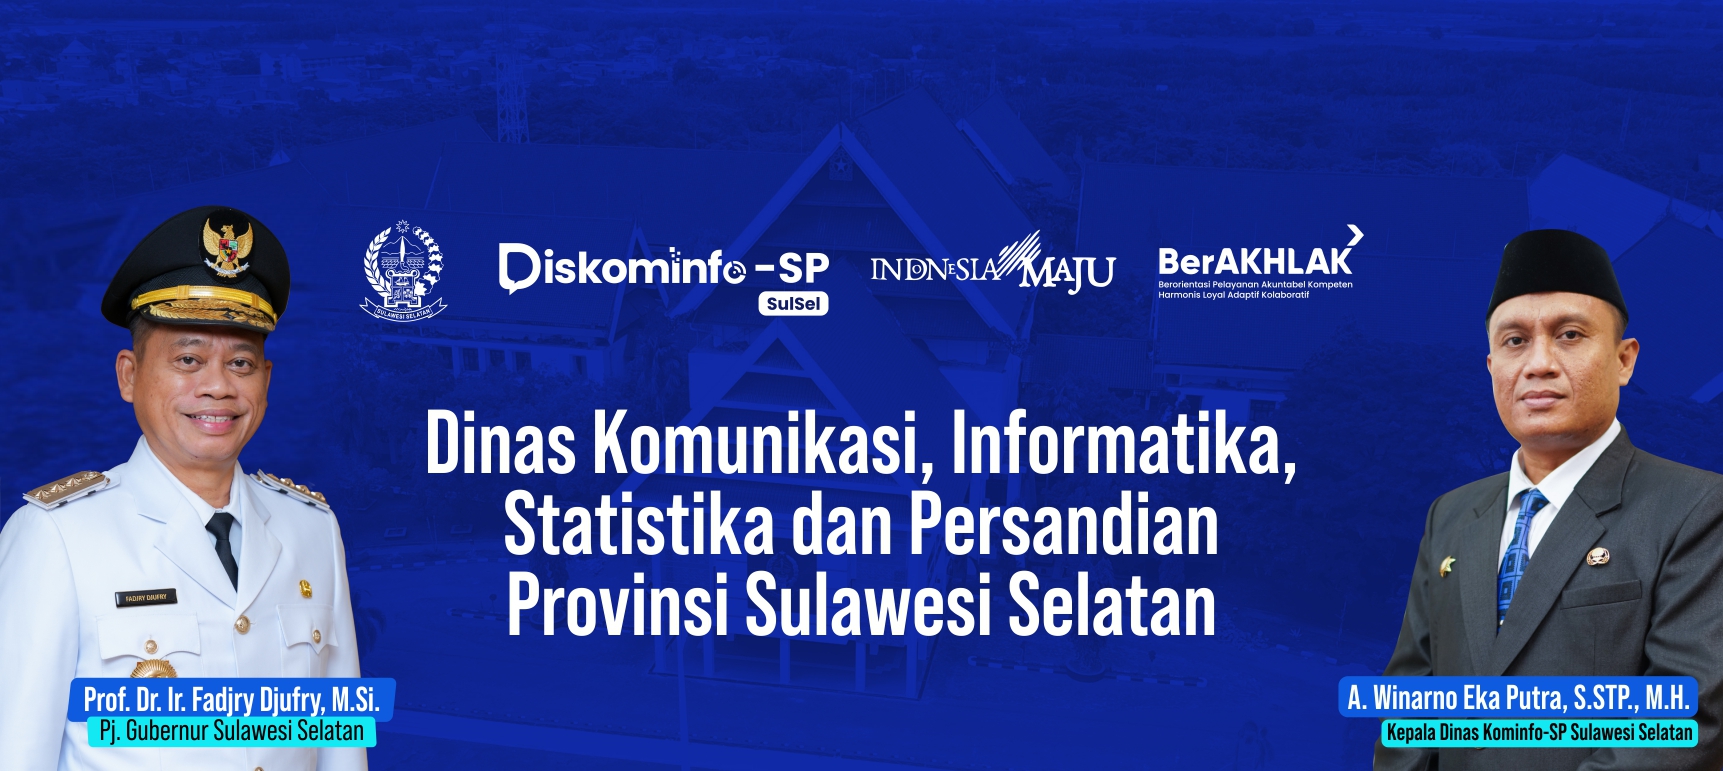 SULAWESI SELATAN
Diskominfo -SP
SulSel
INDONESIA MAJU
BerAKHLAK
Berorientasi Pelayanan Akuntabel Kompeten
Harmonis Loyal Adaptif Kolaboratif
Dinas Komunikasi, Informatika,
Statistika dan Persandian
Provinsi Sulawesi Selatan
FADJRY DJUFRY
Prof. Dr. Ir. Fadjry Djufry, M.Si.
Pj. Gubernur Sulawesi Selatan
A. Winarno Eka Putra, S.STP., M.H.
Kepala Dinas Kominfo-SP Sulawesi Selatan